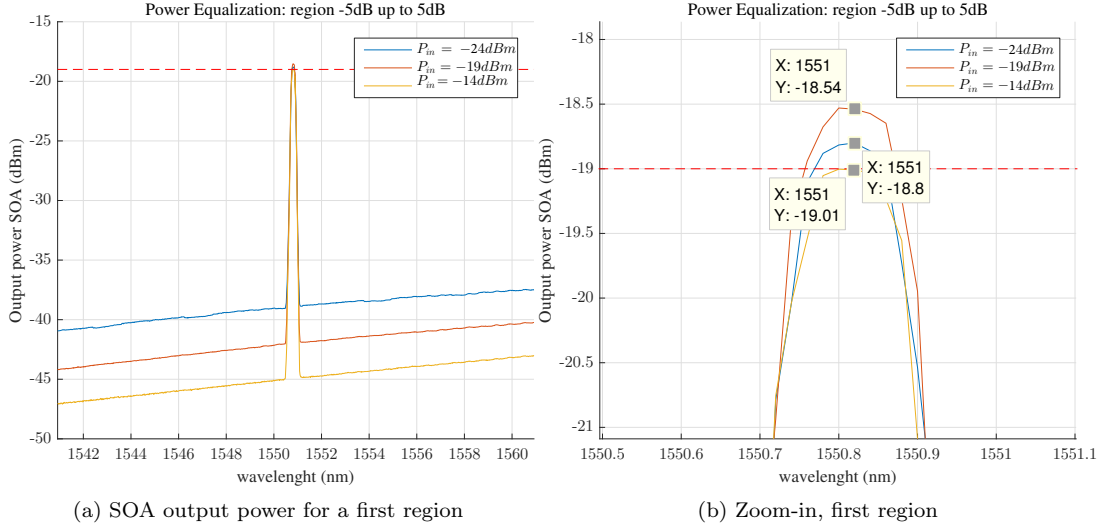 Power Equalization: region -5dB up to 5dB
-15
-20
-25
-30
-35
-40
-45
-50
Output power SOA (dBm)
P_in = −24dBm
P_in = −19dBm
P_in = −14dBm
1542 1544 1546 1548 1550 1552 1554 1556 1558 1560
wavelenght (nm)
(a) SOA output power for a first region
Power Equalization: region -5dB up to 5dB
-18
-18.5
-19
-19.5
-20
-20.5
-21
Output power SOA (dBm)
P_in = −24dBm
P_in = −19dBm
P_in = −14dBm
X: 1551
Y: -18.54
X: 1551
Y: -18.8
X: 1551
Y: -19.01
1550.5 1550.6 1550.7 1550.8 1550.9 1551 1551.1
wavelenght (nm)
(b) Zoom-in, first region